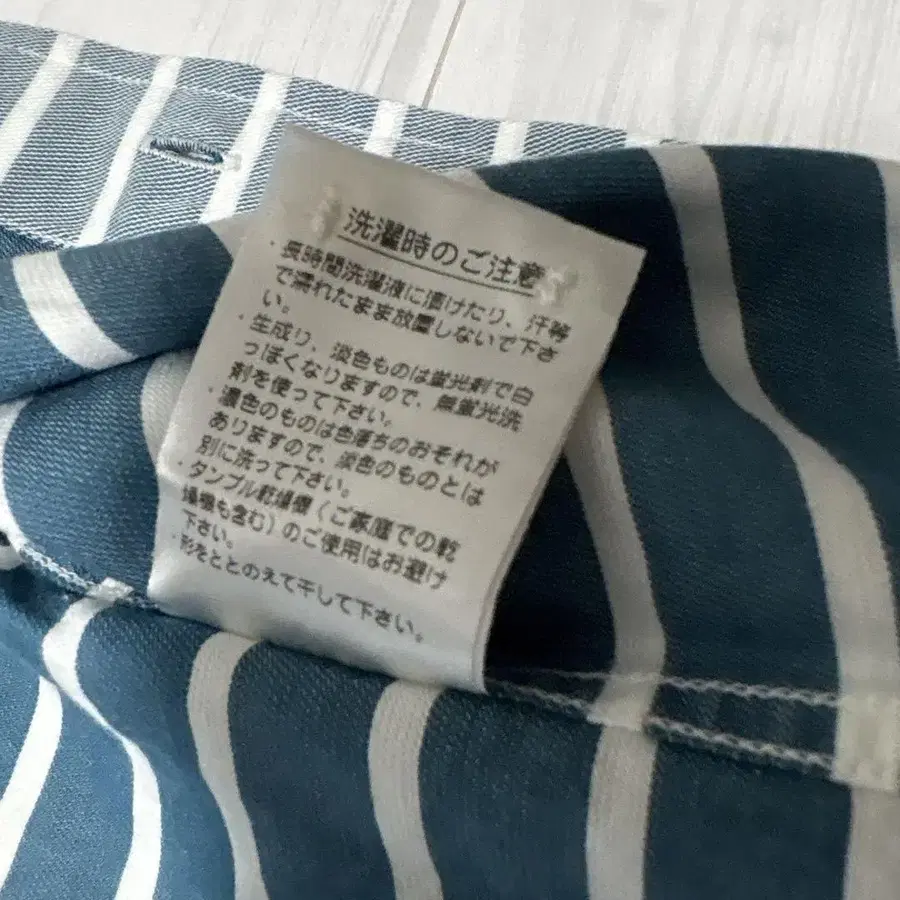 洗濯時のご注意
・長時間洗濯液に漬けたり、汗等
で濡れたまま放置しないで下さ
い。
・生成り、淡色ものは蛍光剤で白
っぽくなりますので、無蛍光洗
剤を使って下さい。
濃色のものは色落ちのおそれが
ありますので、淡色のものとは
別に洗って下さい。
・タンブル乾燥機（ご家庭での乾
燥機も含む）のご使用はお避け
下さい。
・形をととのえて干して下さい。